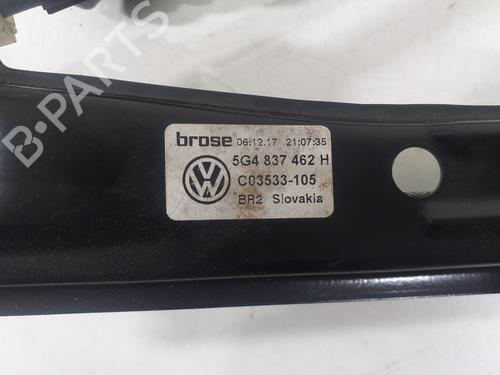 brose 06.12.17 21:07:35
5G4 837 462 H
C03533-105
BR2 Slovakia
B-Parts